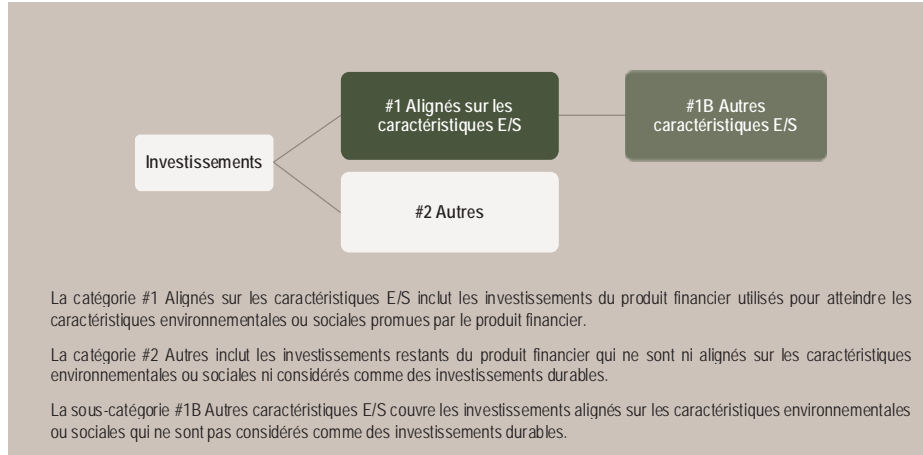 #1 Alignés sur les
caractéristiques E/S
#1B Autres
caractéristiques E/S
Investissements
#2 Autres
La catégorie #1 Alignés sur les caractéristiques E/S inclut les investissements du produit financier utilisés pour atteindre les
caractéristiques environnementales ou sociales promues par le produit financier.
La catégorie #2 Autres inclut les investissements restants du produit financier qui ne sont ni alignés sur les caractéristiques
environnementales ou sociales ni considérés comme des investissements durables.
La sous-catégorie #1B Autres caractéristiques E/S couvre les investissements alignés sur les caractéristiques environnementales
ou sociales qui ne sont pas considérés comme des investissements durables.